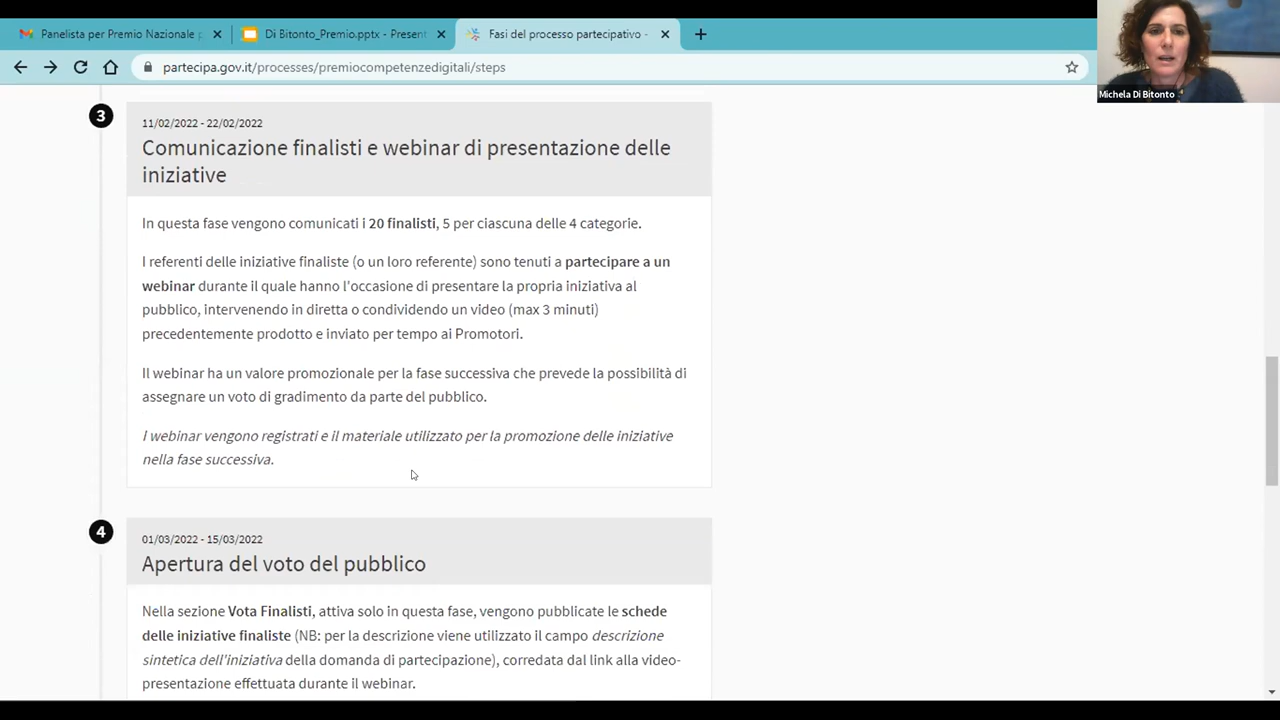 Panelista per Premio Nazionale p
Di Bitonto_Premio.pptx - Present
Fasi del processo partecipativo -
partecipa.gov.it/processes/premiocompetenzedigitali/steps
Michela Di Bitonto
3
11/02/2022 - 22/02/2022
Comunicazione finalisti e webinar di presentazione delle
iniziative
In questa fase vengono comunicati i 20 finalisti, 5 per ciascuna delle 4 categorie.
I referenti delle iniziative finaliste (o un loro referente) sono tenuti a partecipare a un
webinar durante il quale hanno l'occasione di presentare la propria iniziativa al
pubblico, intervenendo in diretta o condividendo un video (max 3 minuti)
precedentemente prodotto e inviato per tempo ai Promotori.
Il webinar ha un valore promozionale per la fase successiva che prevede la possibilità di
assegnare un voto di gradimento da parte del pubblico.
I webinar vengono registrati e il materiale utilizzato per la promozione delle iniziative
nella fase successiva.
4
01/03/2022 - 15/03/2022
Apertura del voto del pubblico
Nella sezione Vota Finalisti, attiva solo in questa fase, vengono pubblicate le schede
delle iniziative finaliste (NB: per la descrizione viene utilizzato il campo descrizione
sintetica dell'iniziativa della domanda di partecipazione), corredata dal link alla video-
presentazione effettuata durante il webinar.